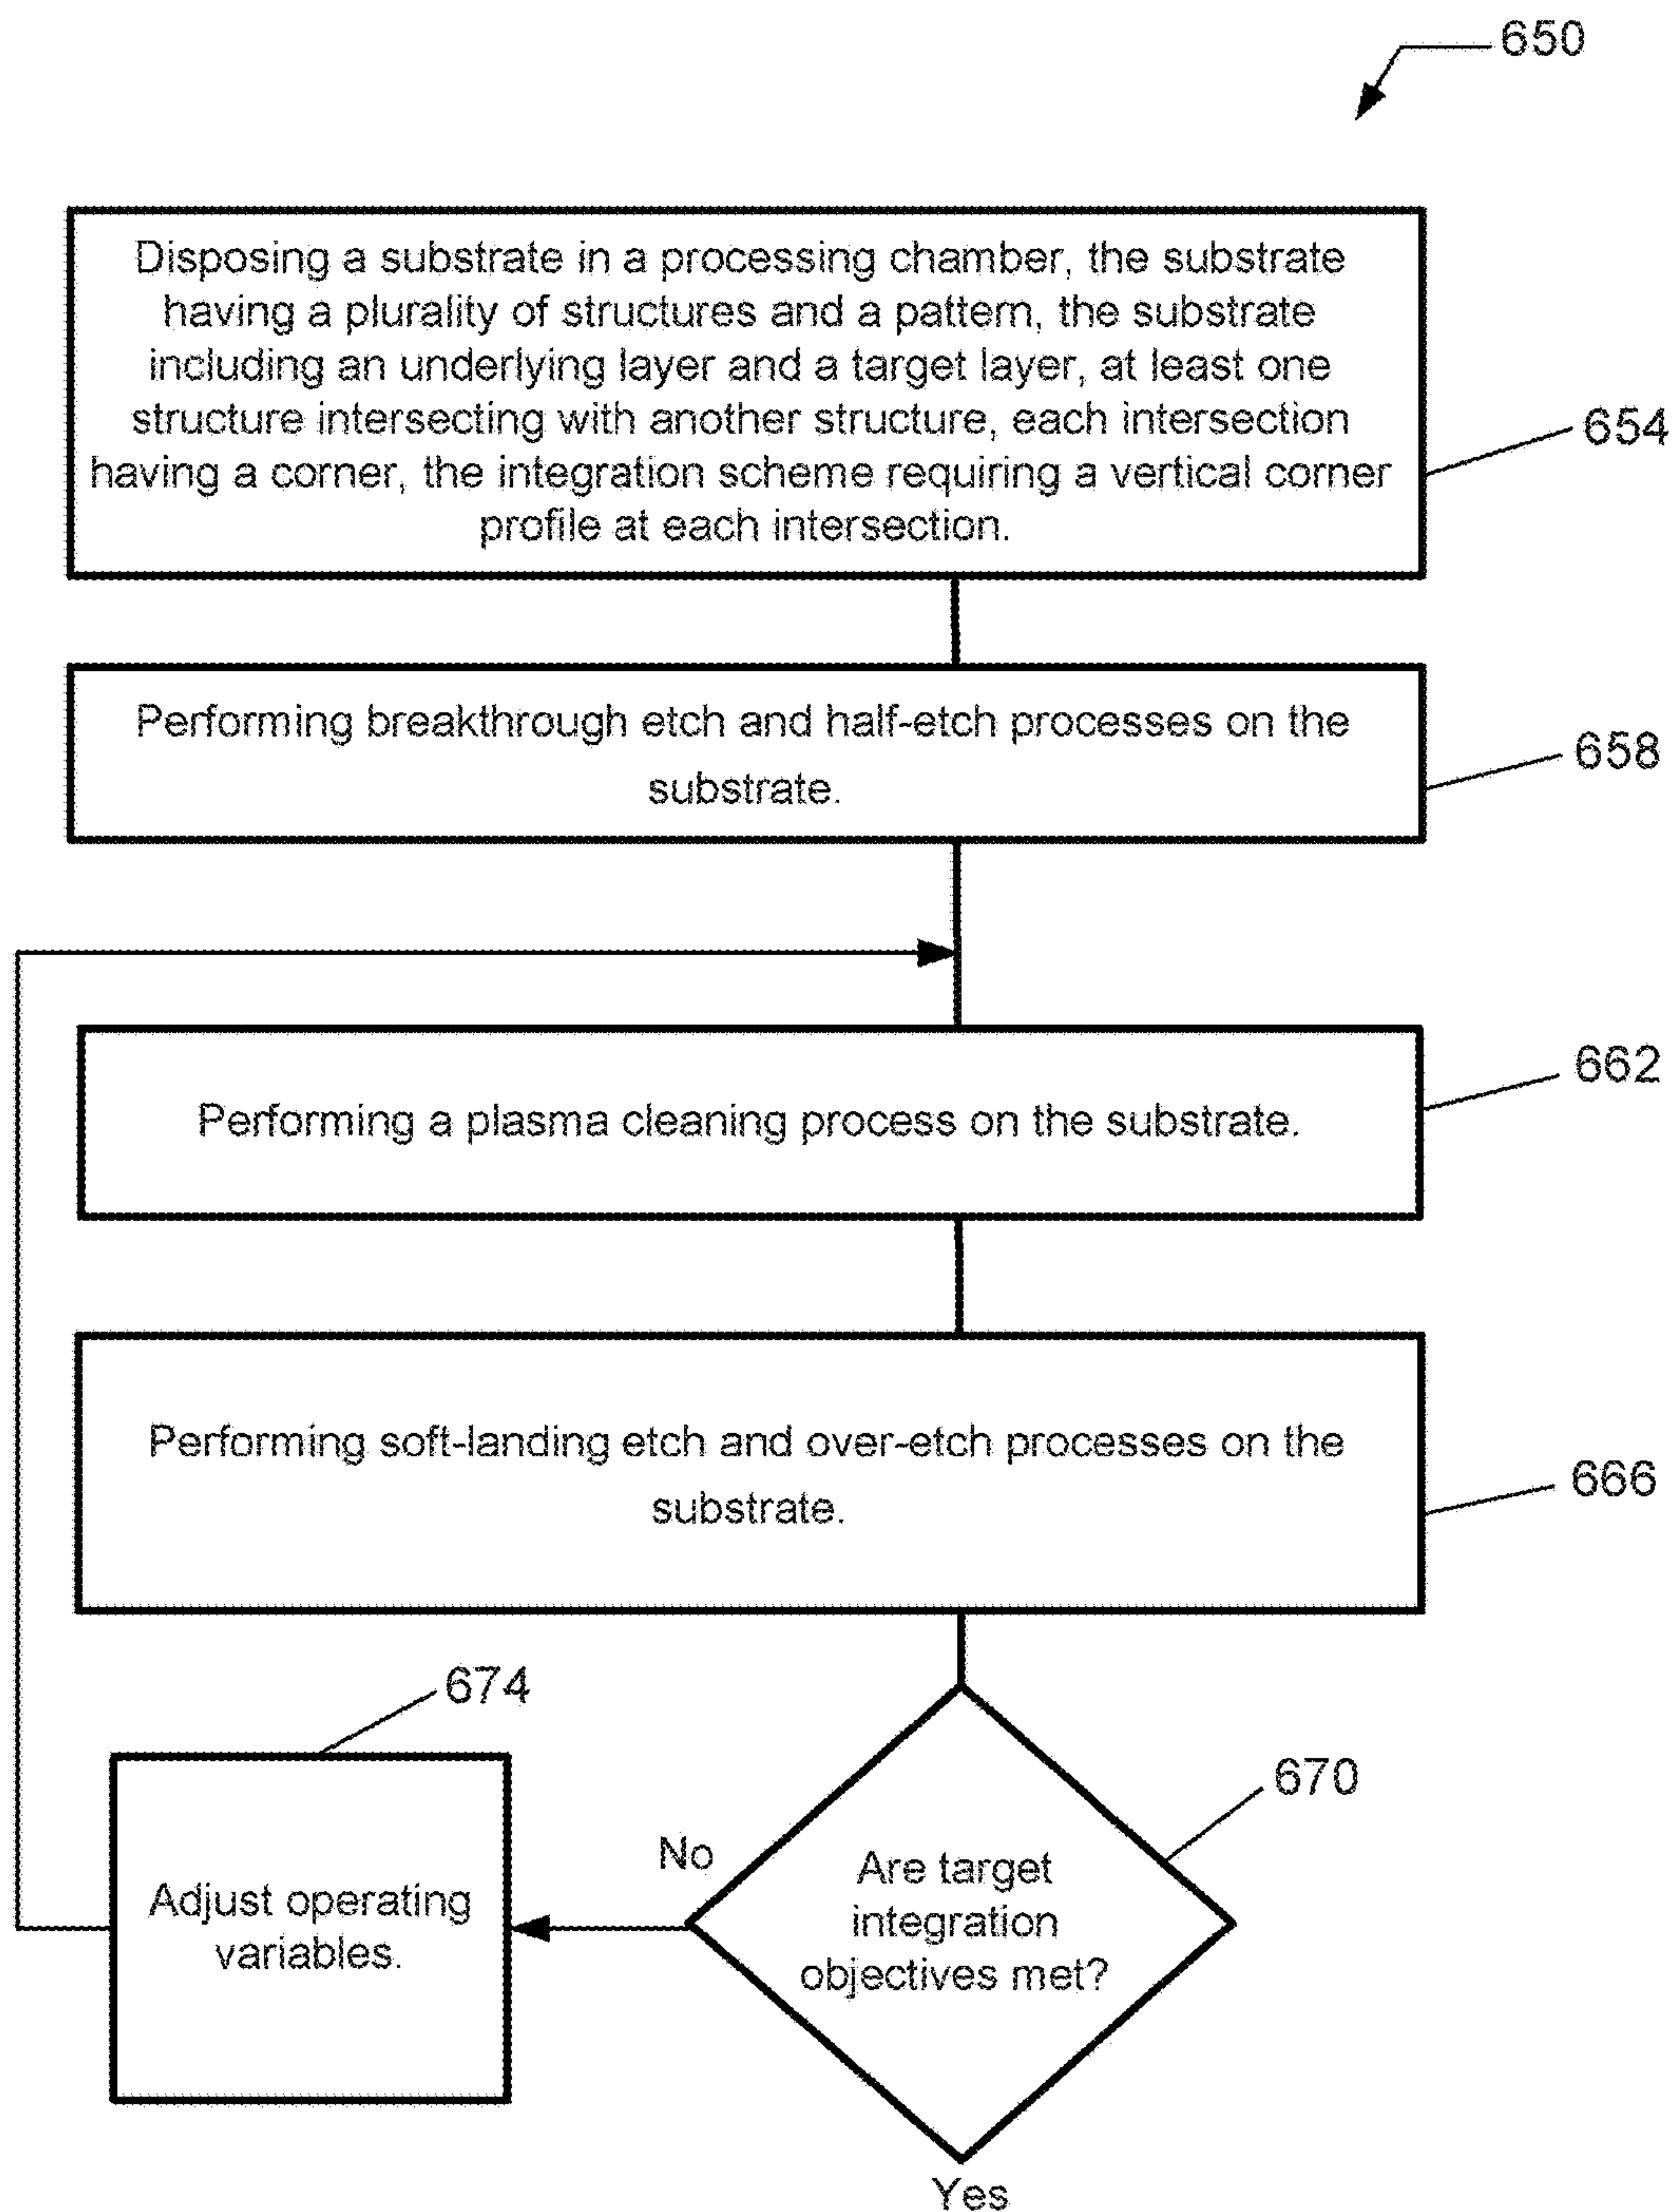 650
Disposing a substrate in a processing chamber, the substrate
having a plurality of structures and a pattern, the substrate
including an underlying layer and a target layer, at least one
structure intersecting with another structure, each intersection
having a corner, the integration scheme requiring a vertical corner
profile at each intersection.
654
Performing breakthrough etch and half-etch processes on the
substrate.
658
Performing a plasma cleaning process on the substrate.
662
Performing soft-landing etch and over-etch processes on the
substrate.
666
674
Adjust operating
variables.
No
670
Are target
integration
objectives met?
Yes